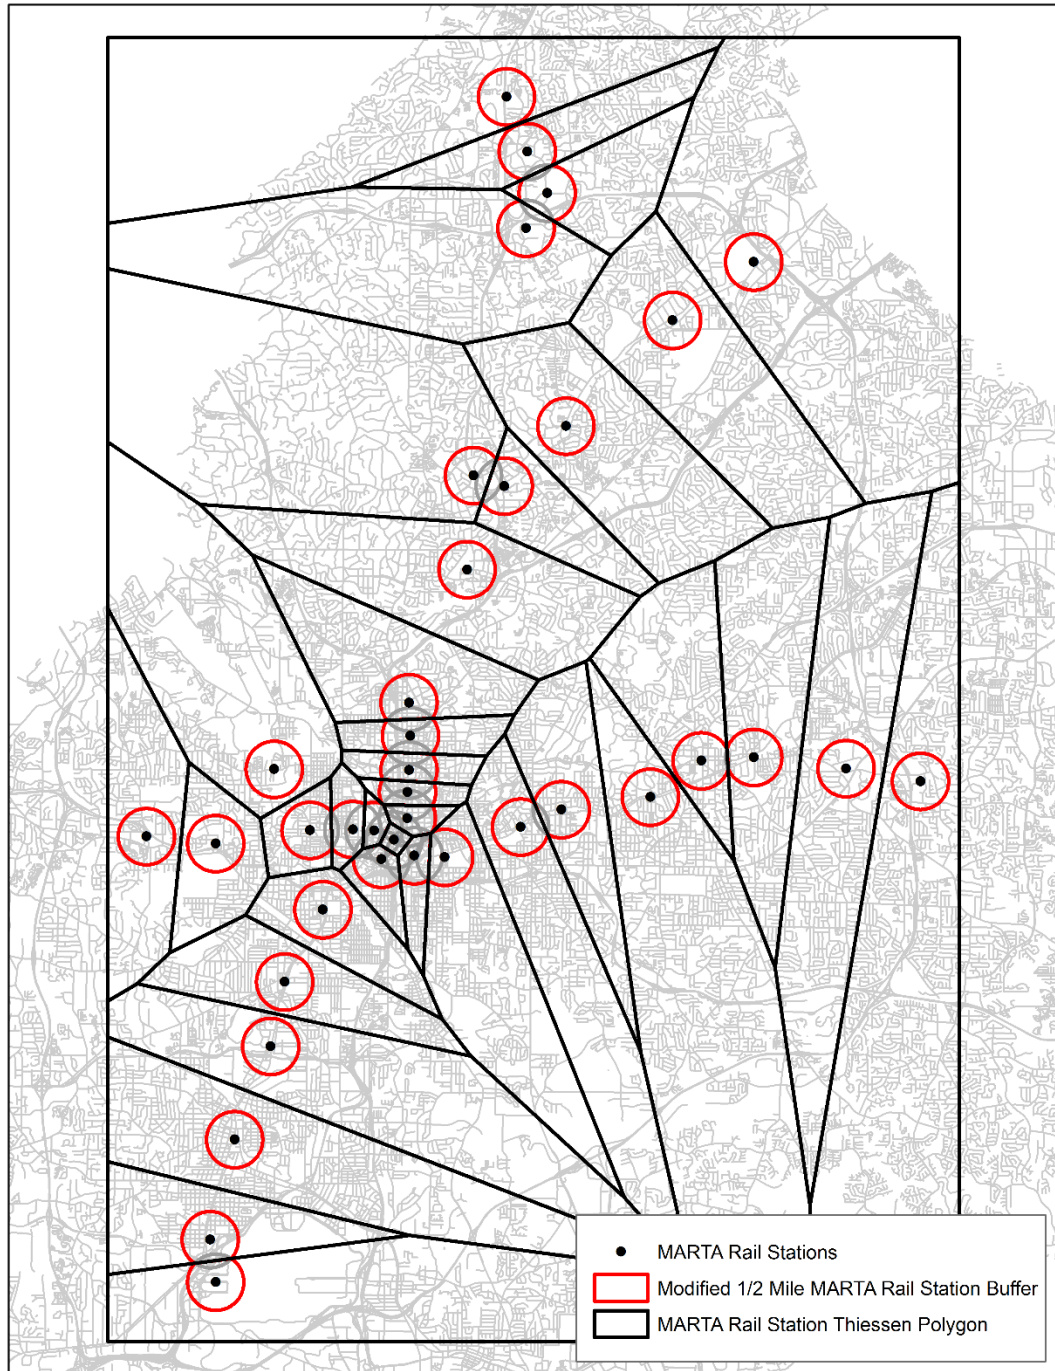 MARTA Rail Stations
Modified 1/2 Mile MARTA Rail Station Buffer
MARTA Rail Station Thiessen Polygon